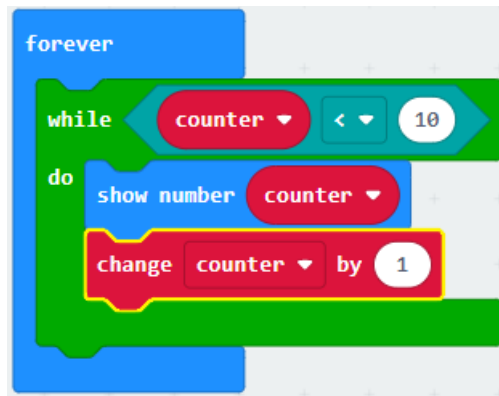 forever
while counter < 10
do
show number counter
change counter by 1